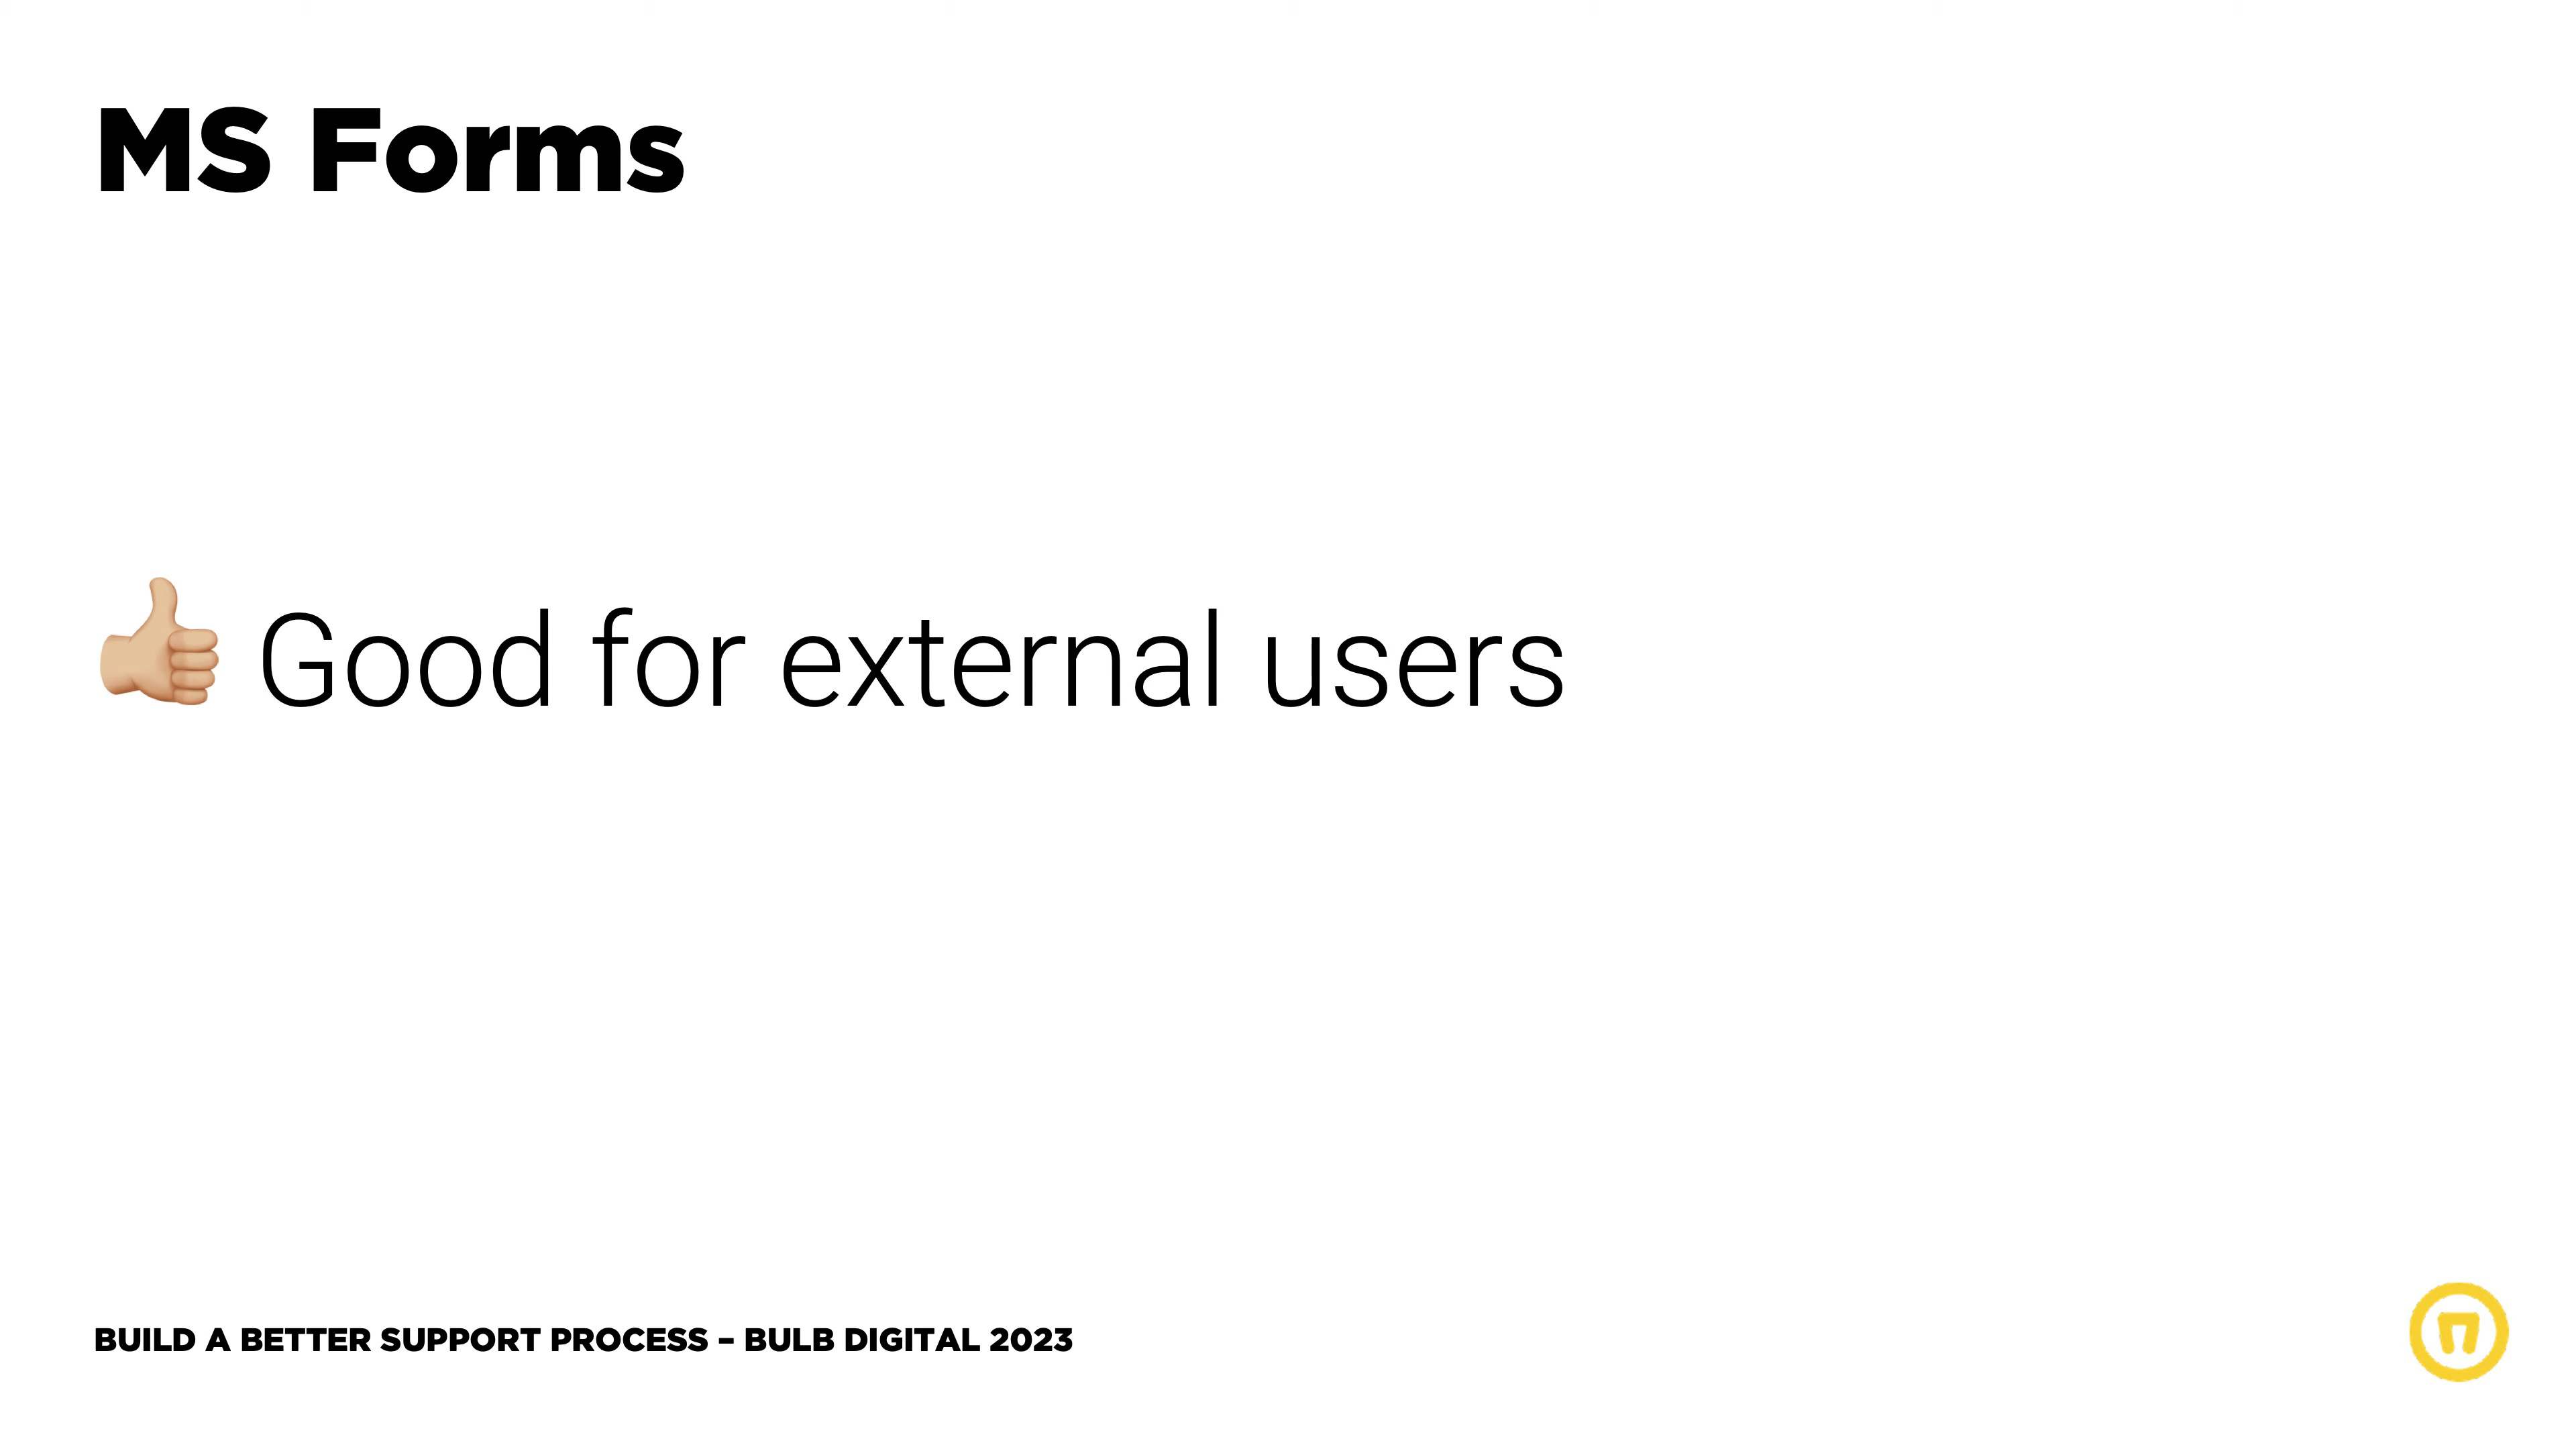 MS Forms
👍🏼 Good for external users
BUILD A BETTER SUPPORT PROCESS – BULB DIGITAL 2023